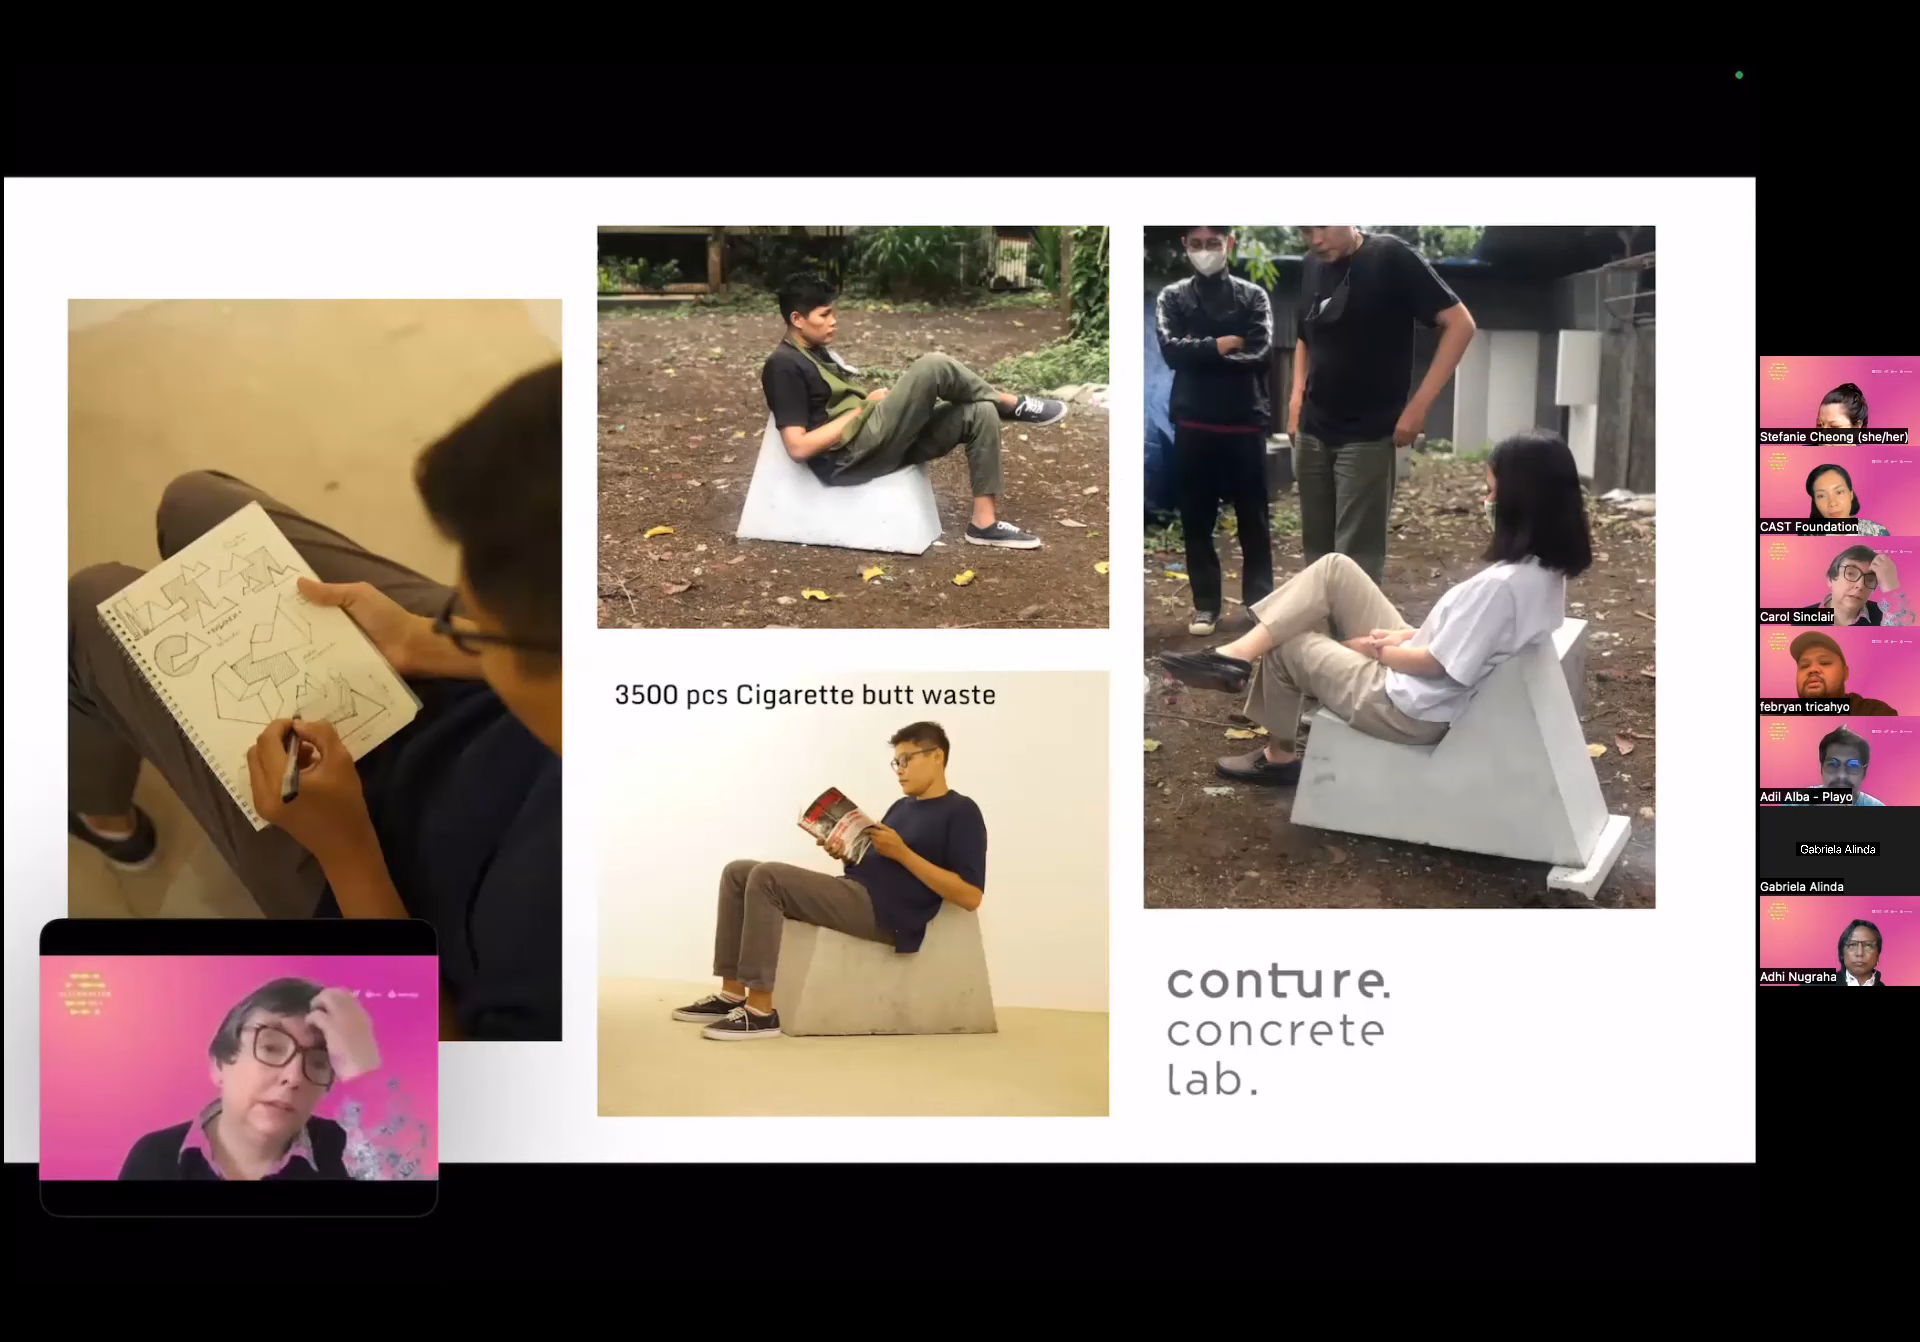 3500 pcs Cigarette butt waste
conture.
concrete
lab.
Stefanie Cheong (she/her)
CAST Foundation
Carol Sinclair
febryan tricahyo
Adil Alba - Playo
Gabriela Alinda
Gabriela Alinda
Adhi Nugraha